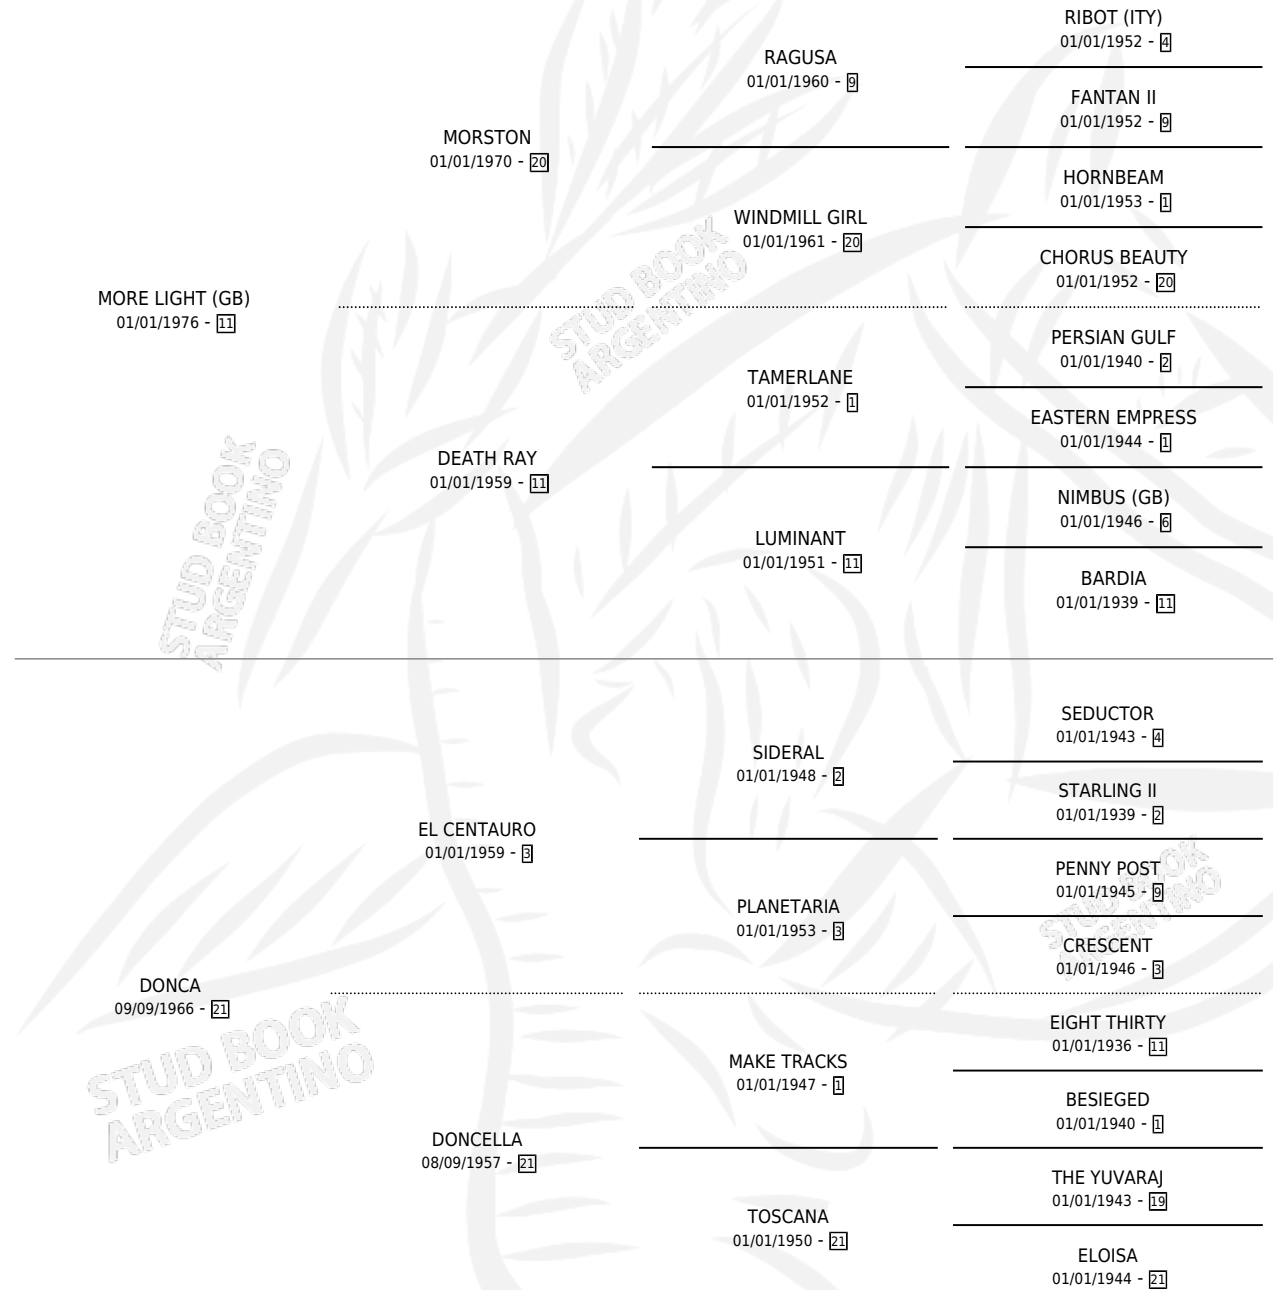 RIBOT (ITY)
01/01/1952 - 4
RAGUSA
01/01/1960 - 9
FANTAN II
01/01/1952 - 9
MORSTON
01/01/1970 - 20
HORNBEAM
01/01/1953 - 1
WINDMILL GIRL
01/01/1961 - 20
CHORUS BEAUTY
01/01/1952 - 20
MORE LIGHT (GB)
01/01/1976 - 11
PERSIAN GULF
01/01/1940 - 2
TAMERLANE
01/01/1952 - 1
EASTERN EMPRESS
01/01/1944 - 1
DEATH RAY
01/01/1959 - 11
NIMBUS (GB)
01/01/1946 - 6
LUMINANT
01/01/1951 - 11
BARDIA
01/01/1939 - 11
STUD BOOK
ARGENTINO
STUD BOOK
ARGENTINO
SEDUCTOR
01/01/1943 - 4
SIDERAL
01/01/1948 - 2
STARLING II
01/01/1939 - 2
EL CENTAURO
01/01/1959 - 3
PENNY POST
01/01/1945 - 9
PLANETARIA
01/01/1953 - 3
CRESCENT
01/01/1946 - 3
DONCA
09/09/1966 - 21
EIGHT THIRTY
01/01/1936 - 11
MAKE TRACKS
01/01/1947 - 1
BESIEGED
01/01/1940 - 1
DONCELLA
08/09/1957 - 21
THE YUVARAJ
01/01/1943 - 19
TOSCANA
01/01/1950 - 21
ELOISA
01/01/1944 - 21
STUD BOOK
ARGENTINO
STUD BOOK
ARGENTINO